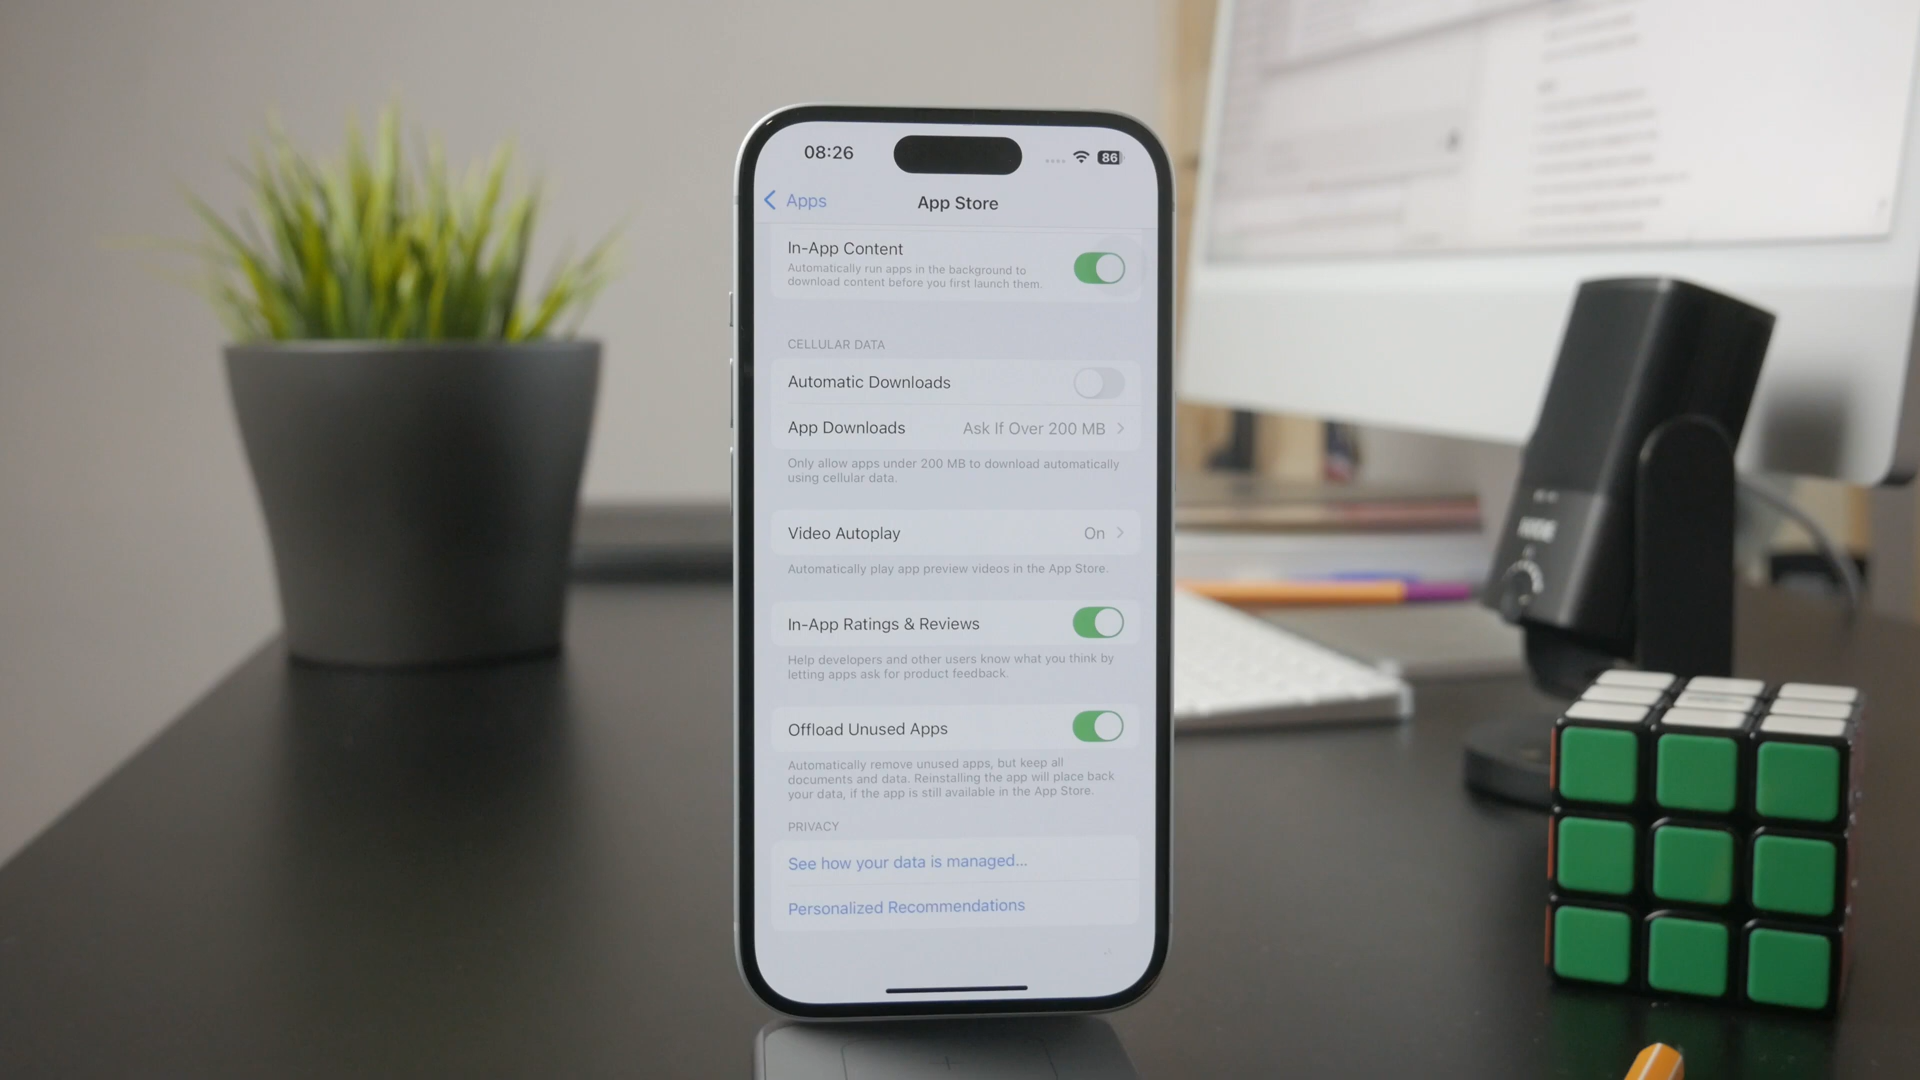 08:26
86
Apps
App Store
In-App Content
Automatically run apps in the background to
download content before you first launch them.
CELLULAR DATA
Automatic Downloads
App Downloads Ask If Over 200 MB
Only allow apps under 200 MB to download automatically
using cellular data.
Video Autoplay On
Automatically play app preview videos in the App Store.
In-App Ratings & Reviews
Help developers and other users know what you think by
letting apps ask for product feedback.
Offload Unused Apps
Automatically remove unused apps, but keep all
documents and data. Reinstalling the app will place back
your data, if the app is still available in the App Store.
PRIVACY
See how your data is managed...
Personalized Recommendations